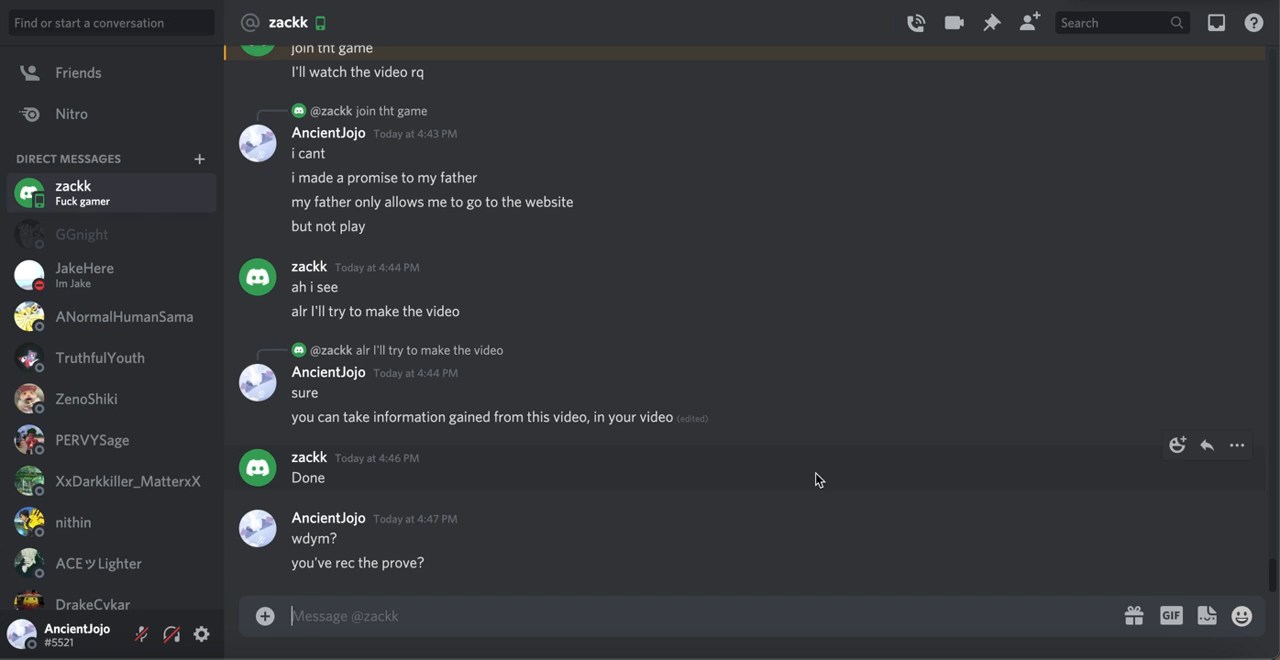 Find or start a conversation
Friends
Nitro
DIRECT MESSAGES
zackk
Fuck gamer
GGnight
JakeHere
Im Jake
ANormalHumanSama
TruthfulYouth
ZenoShiki
PERVYSage
XxDarkkiller_MatterxX
nithin
ACEツLighter
DrakeCykar
AncientJojo
#5521
@ zackk
Search
join tht game
I'll watch the video rq
@zackk join tht game
AncientJojo Today at 4:43 PM
i cant
i made a promise to my father
my father only allows me to go to the website
but not play
zackk Today at 4:44 PM
ah i see
alr I'll try to make the video
@zackk alr I'll try to make the video
AncientJojo Today at 4:44 PM
sure
you can take information gained from this video, in your video (edited)
zackk Today at 4:46 PM
Done
AncientJojo Today at 4:47 PM
wdym?
you've rec the prove?
Message @zackk
GIF